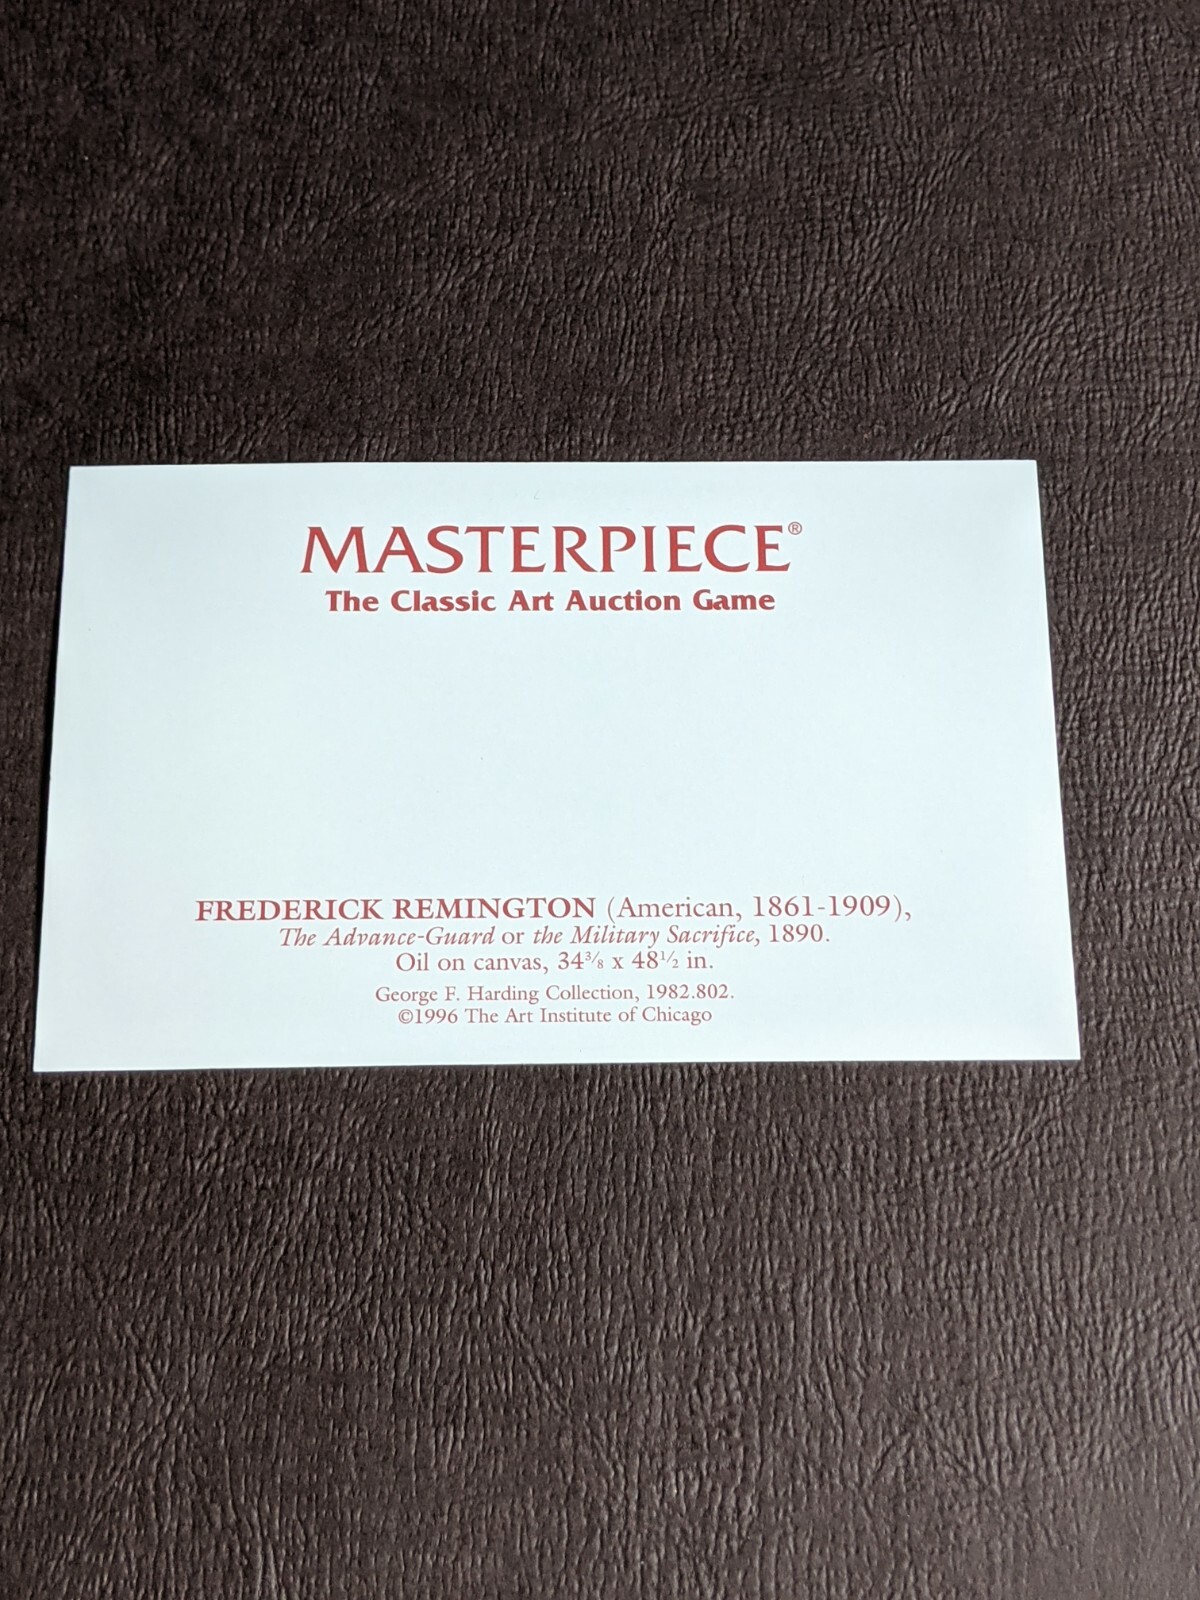 MASTERPIECE®
The Classic Art Auction Game
FREDERICK REMINGTON (American, 1861-1909),
The Advance-Guard or the Military Sacrifice, 1890.
Oil on canvas, 34⅜ x 48½ in.
George F. Harding Collection, 1982.802.
©1996 The Art Institute of Chicago